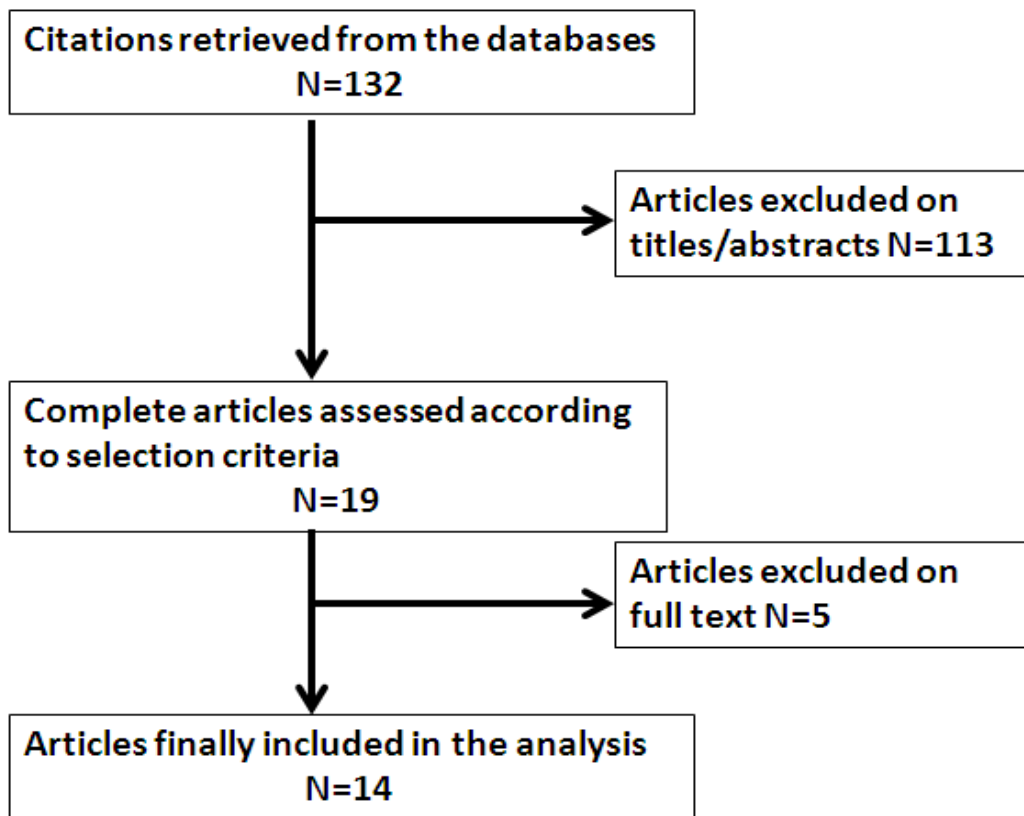 Citations retrieved from the databases
N=132
Articles excluded on
titles/abstracts N=113
Complete articles assessed according
to selection criteria
N=19
Articles excluded on
full text N=5
Articles finally included in the analysis
N=14